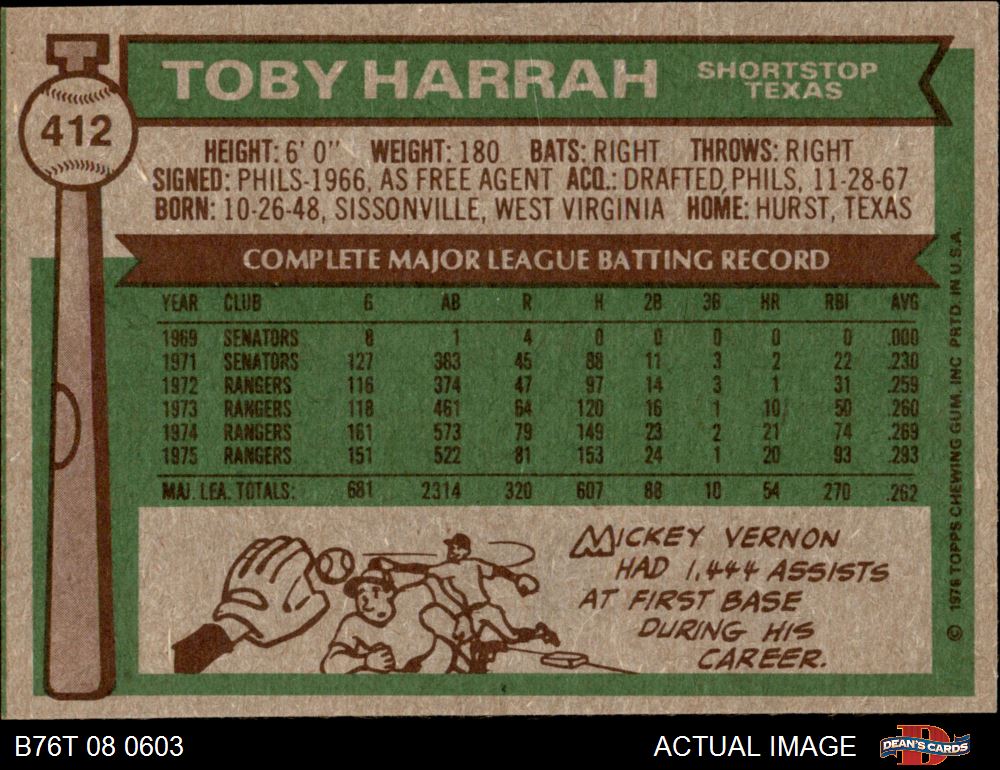 412
TOBY HARRAH
SHORTSTOP
TEXAS
HEIGHT: 6' 0" WEIGHT: 180 BATS: RIGHT THROWS: RIGHT
SIGNED: PHILS-1966, AS FREE AGENT ACQ.: DRAFTED, PHILS, 11-28-67
BORN: 10-26-48, SISSONVILLE, WEST VIRGINIA HOME: HURST, TEXAS
COMPLETE MAJOR LEAGUE BATTING RECORD
YEAR CLUB G AB R H 2B 3B HR RBI AVG
1969 SENATORS 8 1 4 0 0 0 0 0 .000
1971 SENATORS 127 383 45 88 11 3 2 22 .230
1972 RANGERS 116 374 47 97 14 3 1 31 .259
1973 RANGERS 118 461 64 120 16 1 10 50 .260
1974 RANGERS 161 573 79 149 23 2 21 74 .269
1975 RANGERS 151 522 81 153 24 1 20 93 .293
MAJ. LEA. TOTALS: 681 2314 320 607 88 10 54 270 .262
MICKEY VERNON
HAD 1,444 ASSISTS
AT FIRST BASE
DURING HIS
CAREER.
© 1976 TOPPS CHEWING GUM, INC. PRTD. IN U.S.A.
B76T 08 0603
ACTUAL IMAGE
D
DEAN'S CARDS